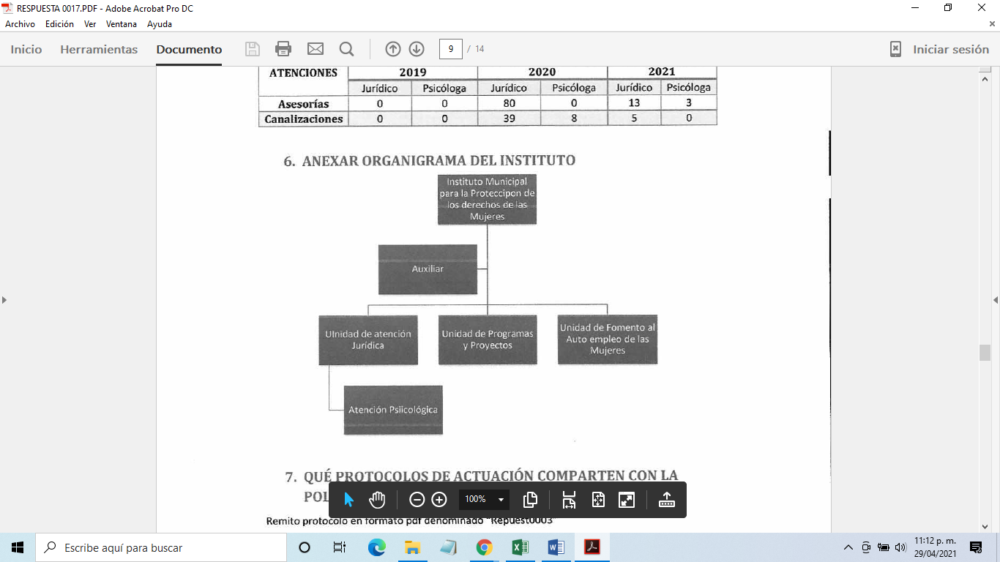 RESPUESTA 0017.PDF - Adobe Acrobat Pro DC
Archivo Edición Ver Ventana Ayuda
Inicio Herramientas Documento 9 / 14 Iniciar sesión
ATENCIONES 2019 2020 2021
Jurídico Psicóloga Jurídico Psicóloga Jurídico Psicóloga
Asesorías 0 0 80 0 13 3
Canalizaciones 0 0 39 8 5 0
6. ANEXAR ORGANIGRAMA DEL INSTITUTO
Instituto Municipal
para la Proteccipon de
los derechos de las
Mujeres
Auxiliar
UInidad de atención
Jurídica
Unidad de Programas
y Proyectos
Unidad de Fomento al
Auto empleo de las
Mujeres
Atención Psiicológica
7. QUÉ PROTOCOLOS DE ACTUACIÓN COMPARTEN CON LA
POL
100%
Remito protocolo en formato pdf denominado "Repuest0003"
Escribe aquí para buscar
11:12 p. m.
29/04/2021